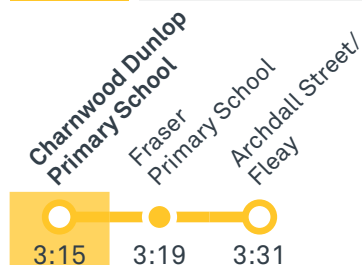 Charnwood Dunlop
Primary School
Fraser
Primary School
Archdall Street/
Fleay
3:15
3:19
3:31